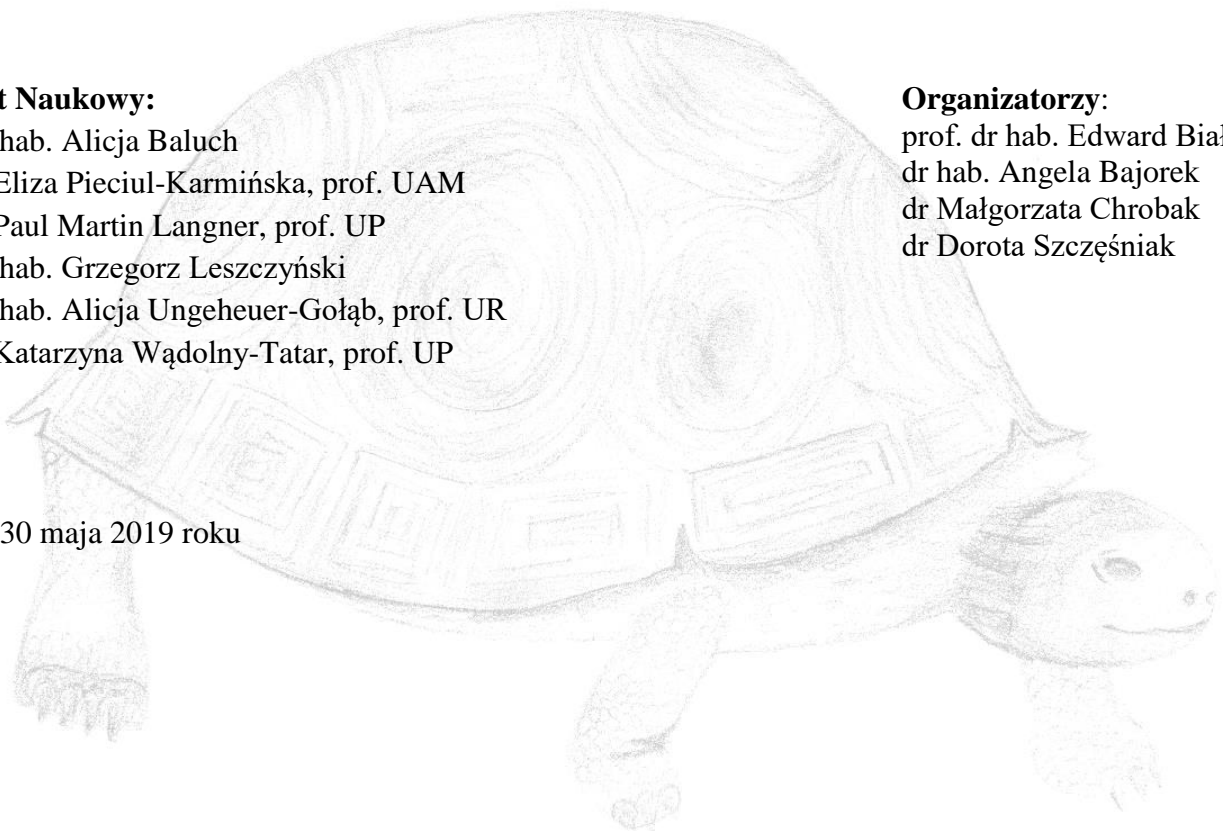 t Naukowy:
hab. Alicja Baluch
Eliza Pieciul-Karmińska, prof. UAM
Paul Martin Langner, prof. UP
hab. Grzegorz Leszczyński
hab. Alicja Ungeheuer-Gołąb, prof. UR
Katarzyna Wądolny-Tatar, prof. UP
30 maja 2019 roku
Organizatorzy:
prof. dr hab. Edward Biał
dr hab. Angela Bajorek
dr Małgorzata Chrobak
dr Dorota Szczęśniak